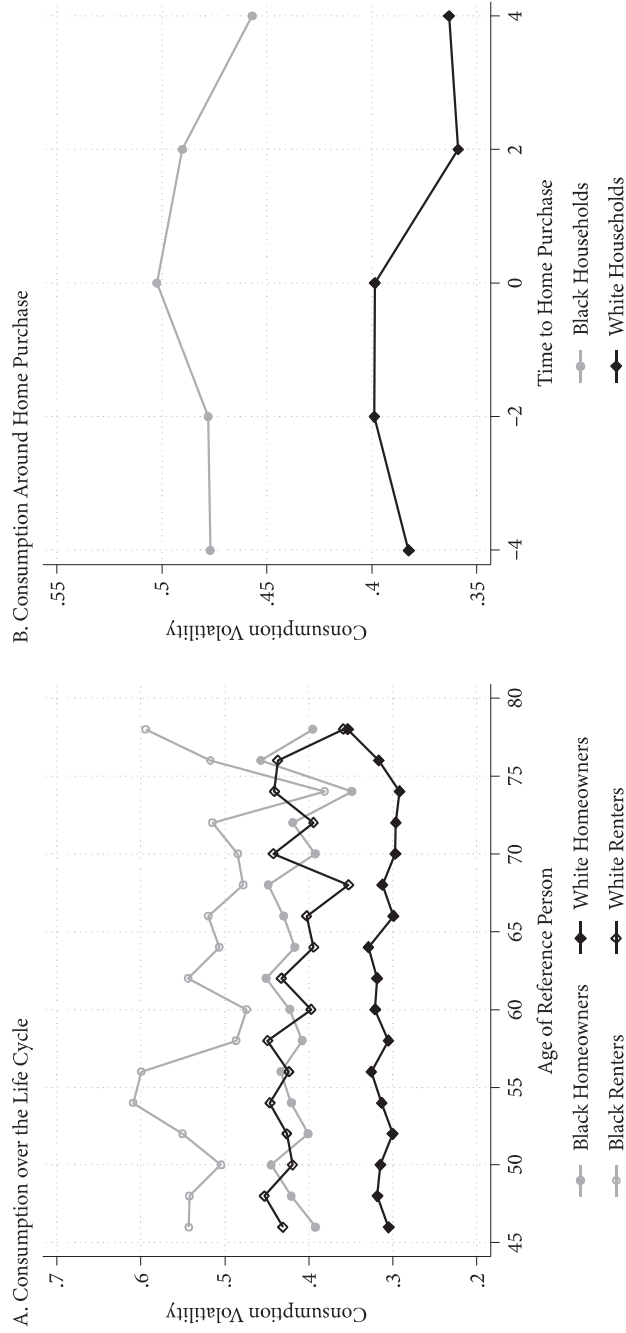 A. Consumption over the Life Cycle
.7
.6
.5
.4
.3
.2
Consumption Volatility
45 50 55 60 65 70 75 80
Age of Reference Person
Black Homeowners White Homeowners
Black Renters White Renters
B. Consumption Around Home Purchase
.55
.5
.45
.4
.35
Consumption Volatility
−4 −2 0 2 4
Time to Home Purchase
Black Households
White Households